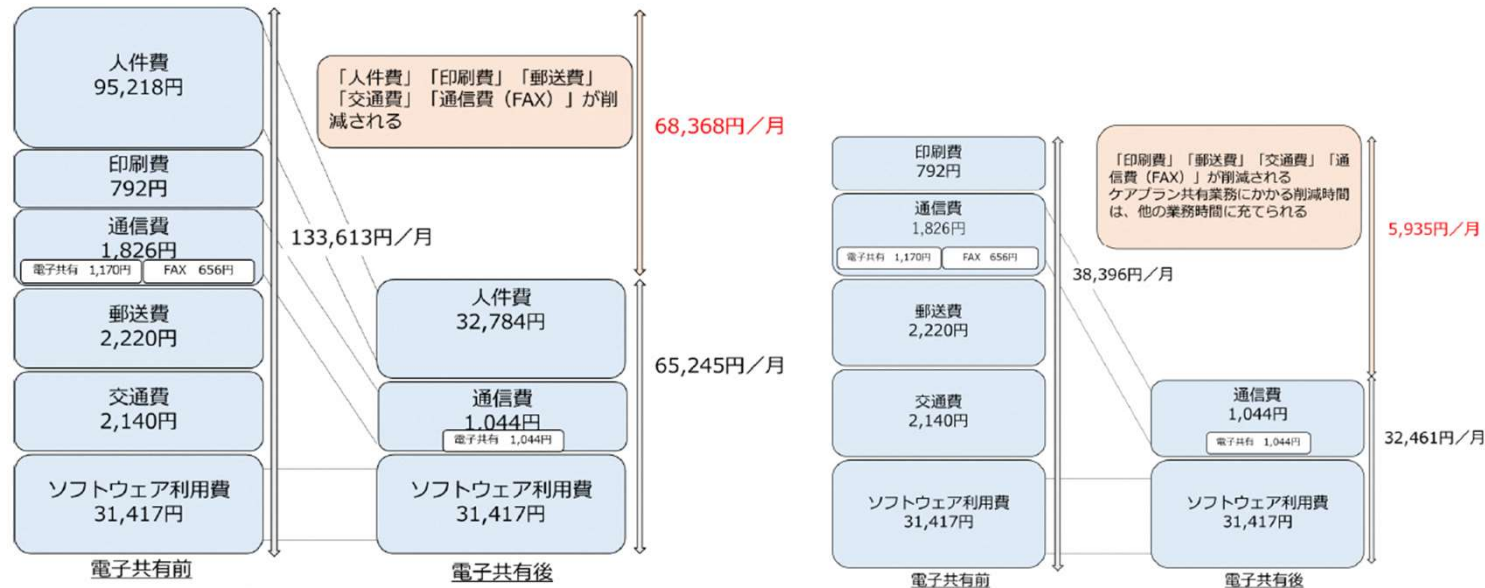 人件費
95,218円
印刷費
792円
通信費
1,826円
電子共有 1,170円
FAX 656円
郵送費
2,220円
交通費
2,140円
ソフトウェア利用費
31,417円
電子共有前
133,613円／月
「人件費」「印刷費」「郵送費」
「交通費」「通信費（FAX）」が削
減される
68,368円／月
人件費
32,784円
通信費
1,044円
電子共有 1,044円
ソフトウェア利用費
31,417円
電子共有後
65,245円／月
印刷費
792円
通信費
1,826円
電子共有 1,170円
FAX 656円
郵送費
2,220円
交通費
2,140円
ソフトウェア利用費
31,417円
電子共有前
38,396円／月
「印刷費」「郵送費」「交通費」「通
信費（FAX）」が削減される
ケアプラン共有業務にかかる削減時間
は、他の業務時間に充てられる
5,935円／月
通信費
1,044円
電子共有 1,044円
ソフトウェア利用費
31,417円
電子共有後
32,461円／月